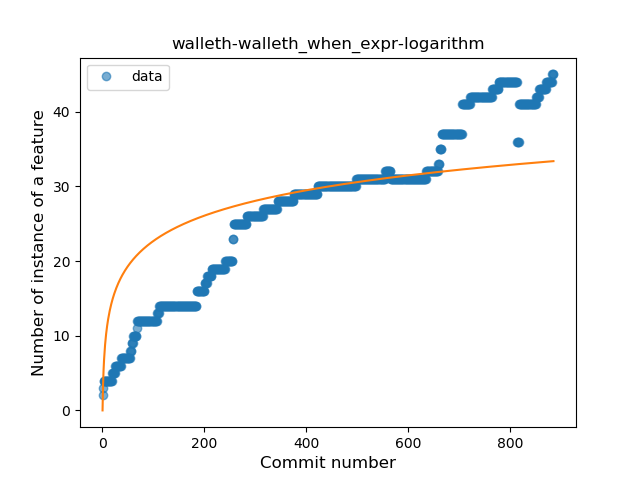 walleth-walleth_when_expr-logarithm
data
Number of instance of a feature
40
30
20
10
0
0 200 400 600 800
Commit number